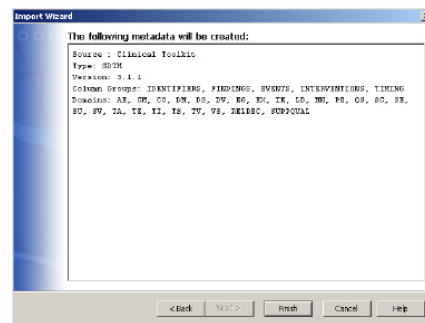 Import Wizard
The following metadata will be created:
Source : Clinical Toolkit
Type: SDTM
Version: 3.1.1
Column Groups: IDENTIFIERS, FINDINGS, EVENTS, INTERVENTIONS, TIMING
Domains: AE, CM, CO, DM, DS, DV, EG, EX, IE, LB, MH, PE, QS, SC, SE,
SU, SV, TA, TE, TI, TS, TV, VS, RELREC, SUPPQUAL
< Back Next > Finish Cancel Help